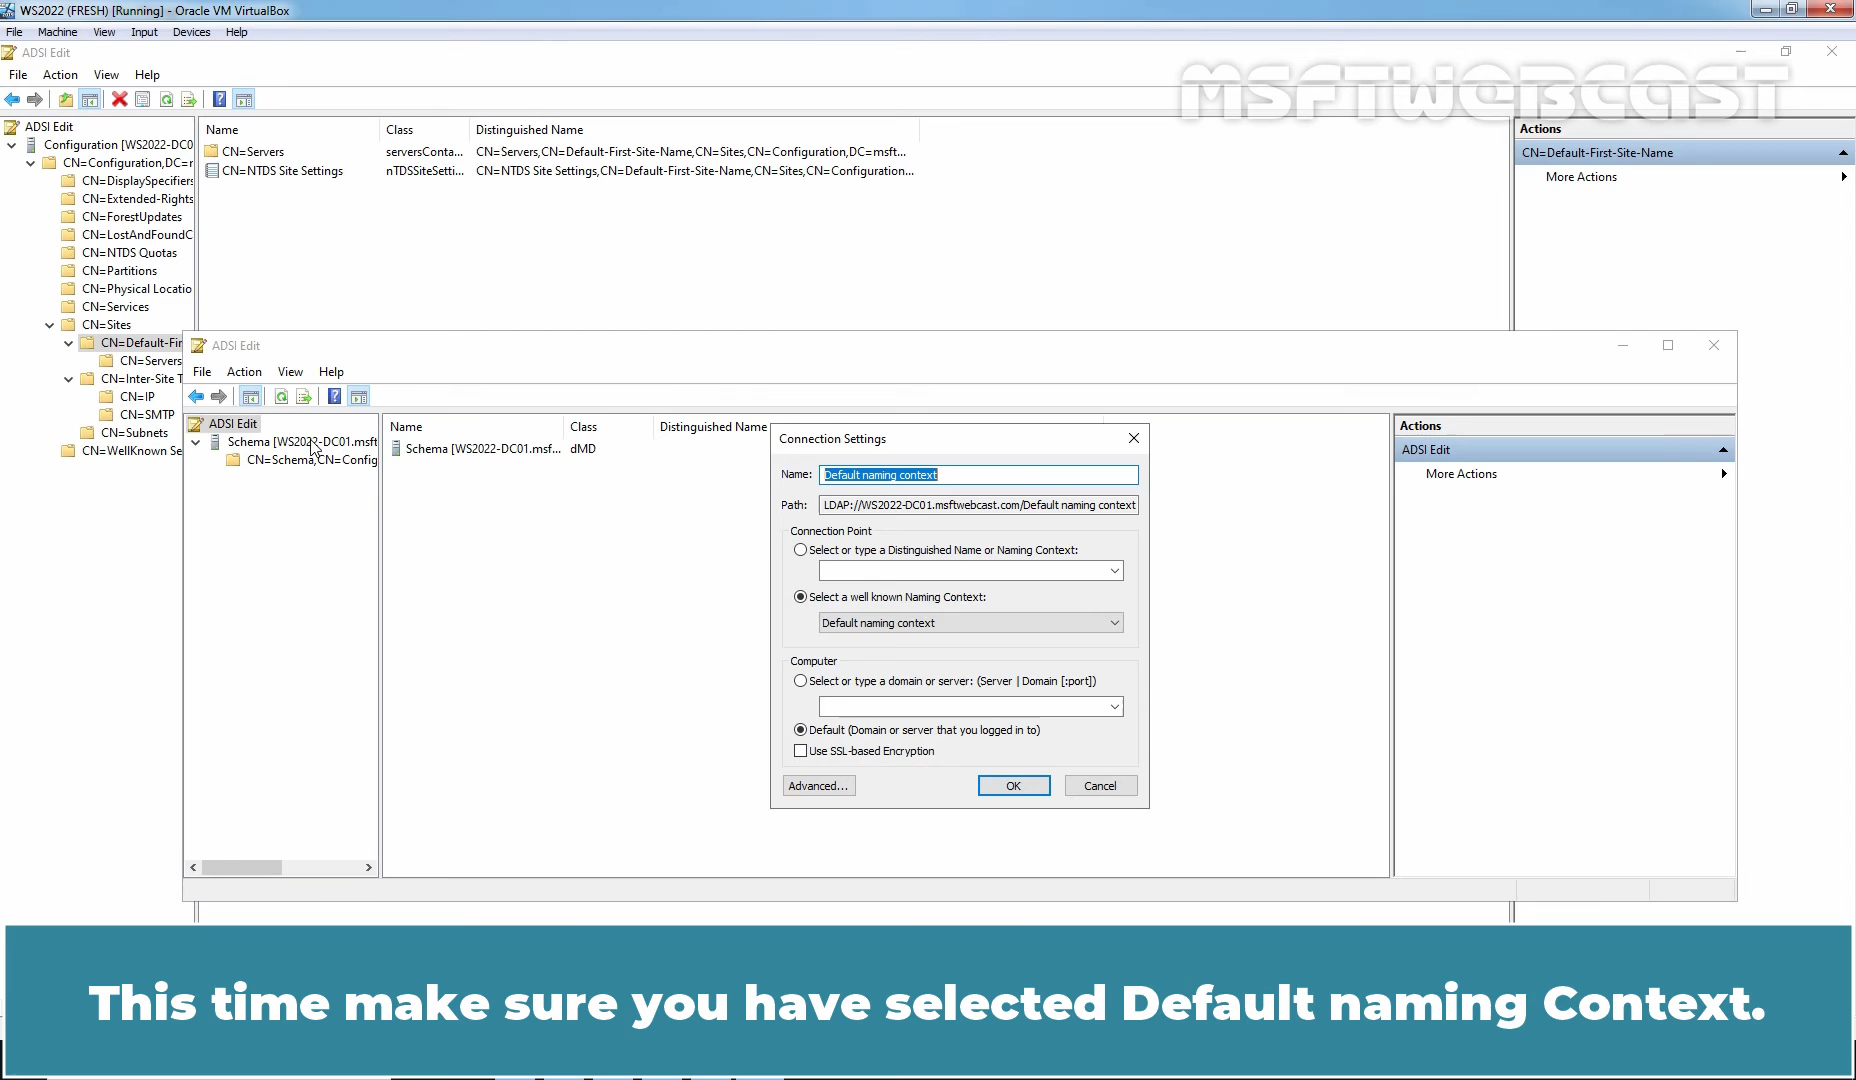 WS2022 (FRESH) [Running] - Oracle VM VirtualBox
File Machine View Input Devices Help
ADSI Edit
File Action View Help
MSFTWEBCAST
ADSI Edit
Configuration [WS2022-DC0
CN=Configuration,DC=r
CN=DisplaySpecifiers
CN=Extended-Rights
CN=ForestUpdates
CN=LostAndFoundC
CN=NTDS Quotas
CN=Partitions
CN=Physical Locatio
CN=Services
CN=Sites
CN=Default-Fir
CN=Servers
CN=Inter-Site T
CN=IP
CN=SMTP
CN=Subnets
CN=WellKnown Se
Name Class Distinguished Name
CN=Servers serversConta... CN=Servers,CN=Default-First-Site-Name,CN=Sites,CN=Configuration,DC=msft...
CN=NTDS Site Settings nTDSSiteSetti... CN=NTDS Site Settings,CN=Default-First-Site-Name,CN=Sites,CN=Configuration...
Actions
CN=Default-First-Site-Name
More Actions
ADSI Edit
File Action View Help
ADSI Edit
Schema [WS2022-DC01.msft
CN=Schema,CN=Config
Name Class Distinguished Name
Schema [WS2022-DC01.msf... dMD
Actions
ADSI Edit
More Actions
Connection Settings
Name: Default naming context
Path: LDAP://WS2022-DC01.msftwebcast.com/Default naming context
Connection Point
Select or type a Distinguished Name or Naming Context:
Select a well known Naming Context:
Default naming context
Computer
Select or type a domain or server: (Server | Domain [:port])
Default (Domain or server that you logged in to)
Use SSL-based Encryption
Advanced... OK Cancel
This time make sure you have selected Default naming Context.